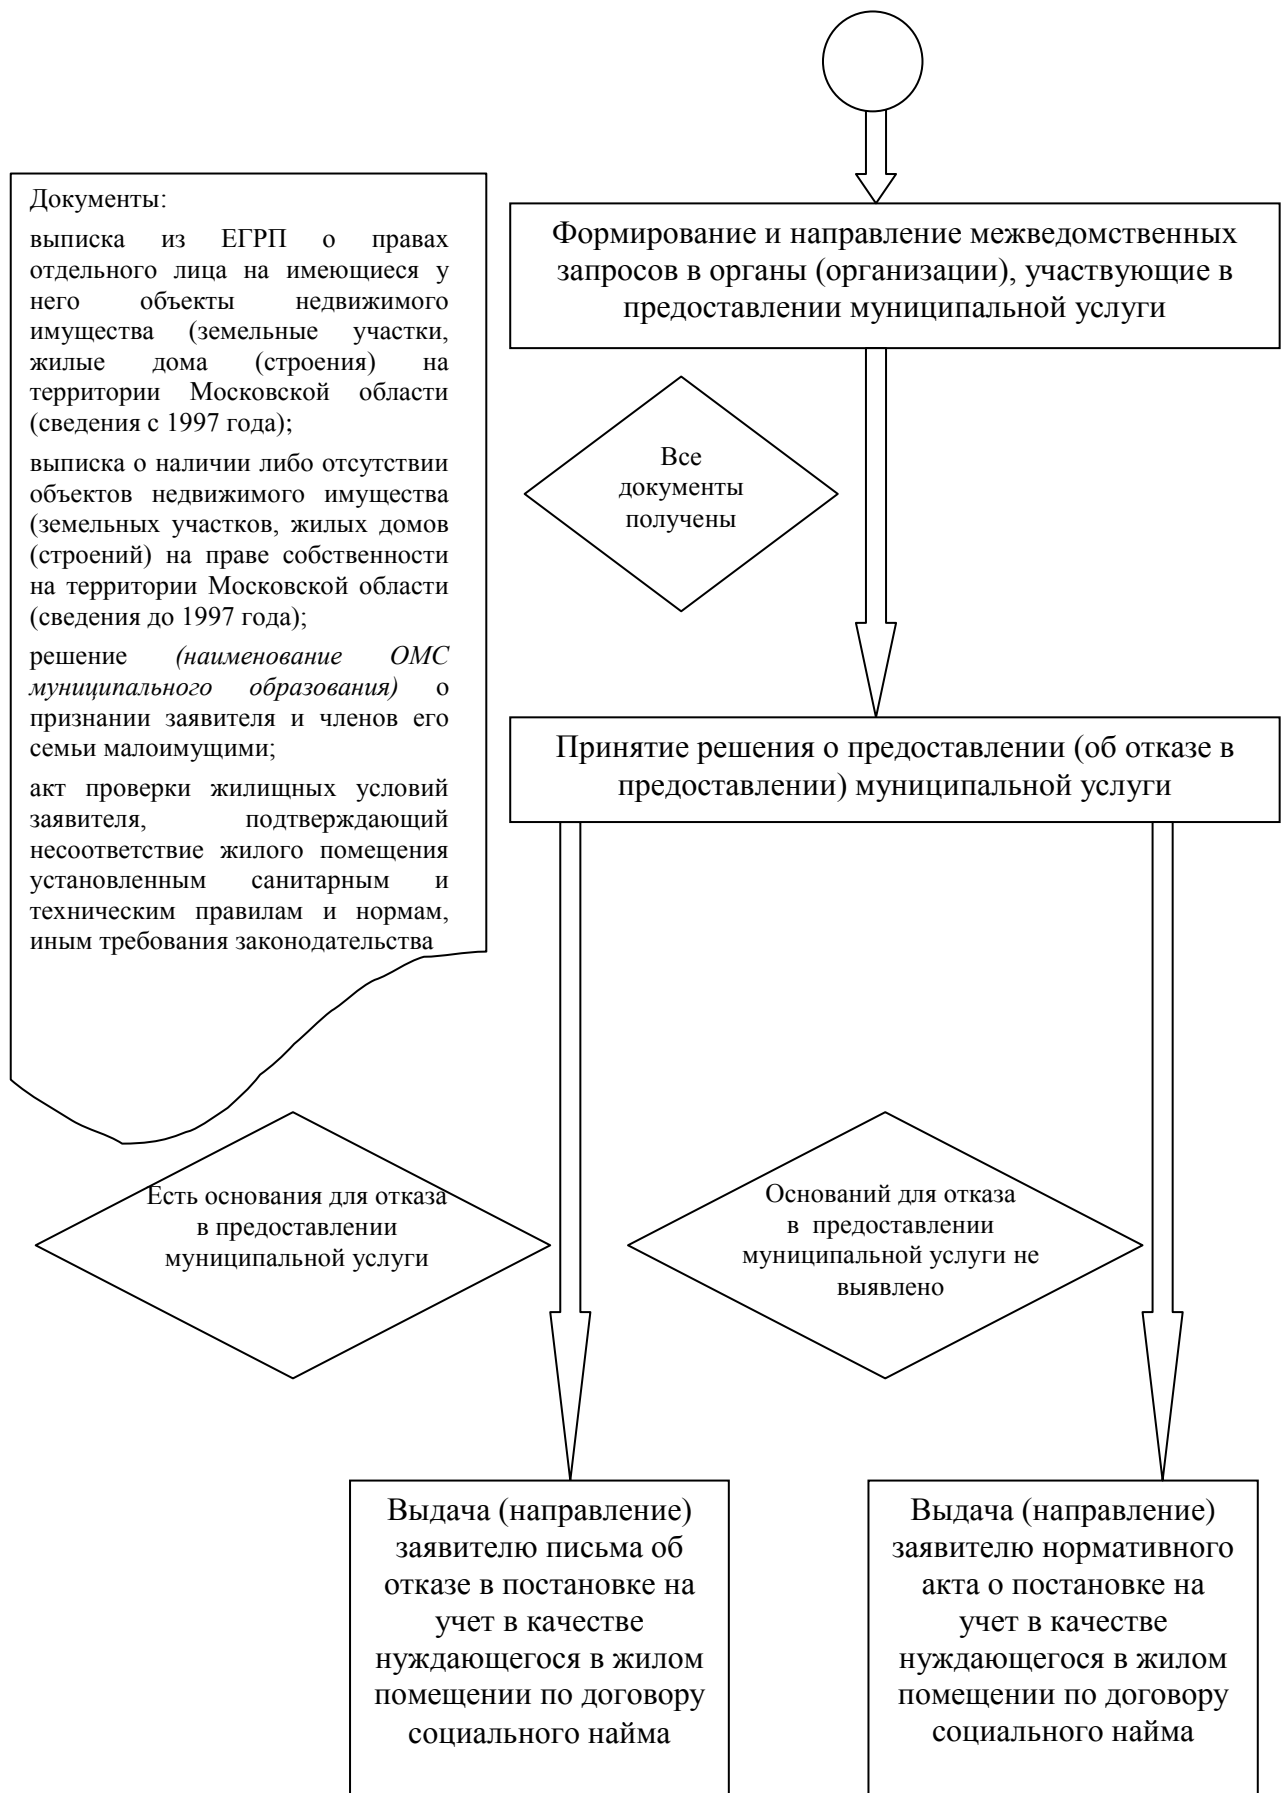 Документы:
выписка из ЕГРП о правах
отдельного лица на имеющиеся у
него объекты недвижимого
имущества (земельные участки,
жилые дома (строения) на
территории Московской области
(сведения с 1997 года);
выписка о наличии либо отсутствии
объектов недвижимого имущества
(земельных участков, жилых домов
(строений) на праве собственности
на территории Московской области
(сведения до 1997 года);
решение (наименование ОМС
муниципального образования) о
признании заявителя и членов его
семьи малоимущими;
акт проверки жилищных условий
заявителя, подтверждающий
несоответствие жилого помещения
установленным санитарным и
техническим правилам и нормам,
иным требования законодательства
Формирование и направление межведомственных
запросов в органы (организации), участвующие в
предоставлении муниципальной услуги
Все
документы
получены
Принятие решения о предоставлении (об отказе в
предоставлении) муниципальной услуги
Есть основания для отказа
в предоставлении
муниципальной услуги
Оснований для отказа
в предоставлении
муниципальной услуги не
выявлено
Выдача (направление)
заявителю письма об
отказе в постановке на
учет в качестве
нуждающегося в жилом
помещении по договору
социального найма
Выдача (направление)
заявителю нормативного
акта о постановке на
учет в качестве
нуждающегося в жилом
помещении по договору
социального найма